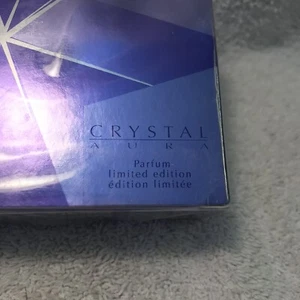 CRYSTAL
AURA
Parfum
limited edition
édition limitée